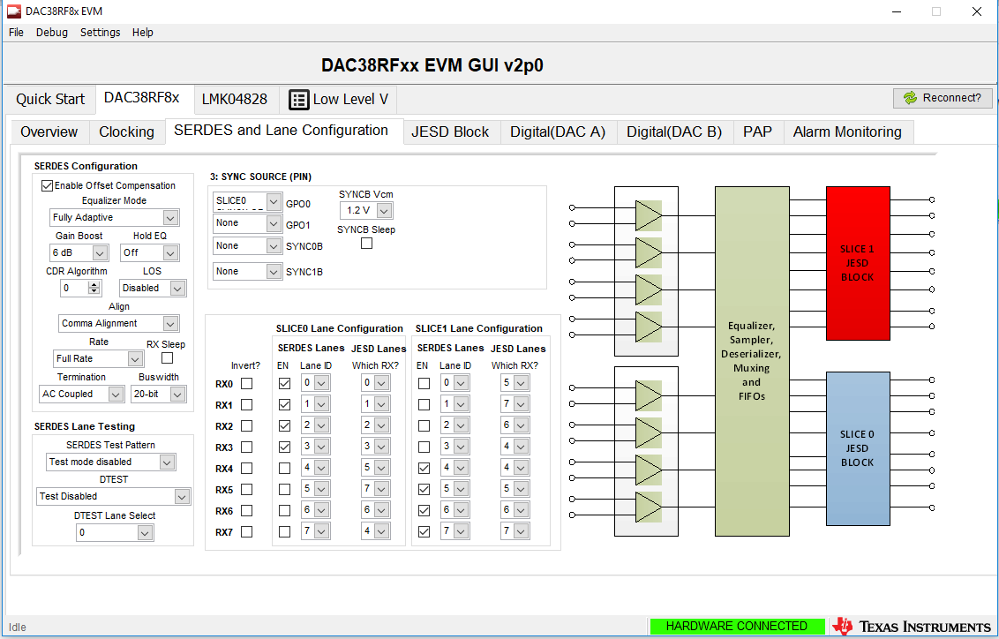 DAC38RF8x EVM
File Debug Settings Help
DAC38RFxx EVM GUI v2p0
Quick Start DAC38RF8x LMK04828 Low Level V Reconnect?
Overview Clocking SERDES and Lane Configuration JESD Block Digital(DAC A) Digital(DAC B) PAP Alarm Monitoring
SERDES Configuration
Enable Offset Compensation
Equalizer Mode
Fully Adaptive
Gain Boost Hold EQ
6 dB Off
CDR Algorithm LOS
0 Disabled
Align
Comma Alignment
Rate RX Sleep
Full Rate
Termination Buswidth
AC Coupled 20-bit
SERDES Lane Testing
SERDES Test Pattern
Test mode disabled
DTEST
Test Disabled
DTEST Lane Select
0
3: SYNC SOURCE (PIN)
SLICE0 GPO0
None GPO1
None SYNC0B
None SYNC1B
SYNCB Vcm
1.2 V
SYNCB Sleep
SLICE0 Lane Configuration SLICE1 Lane Configuration
SERDES Lanes JESD Lanes SERDES Lanes JESD Lanes
Invert? EN Lane ID Which RX? EN Lane ID Which RX?
RX0 0 0 0 5
RX1 1 1 1 7
RX2 2 2 2 6
RX3 3 3 3 4
RX4 4 5 4 4
RX5 5 7 5 5
RX6 6 6 6 6
RX7 7 4 7 7
Equalizer,
Sampler,
Deserializer,
Muxing
and
FIFOs
SLICE 1
JESD
BLOCK
SLICE 0
JESD
BLOCK
Idle HARDWARE CONNECTED TEXAS INSTRUMENTS